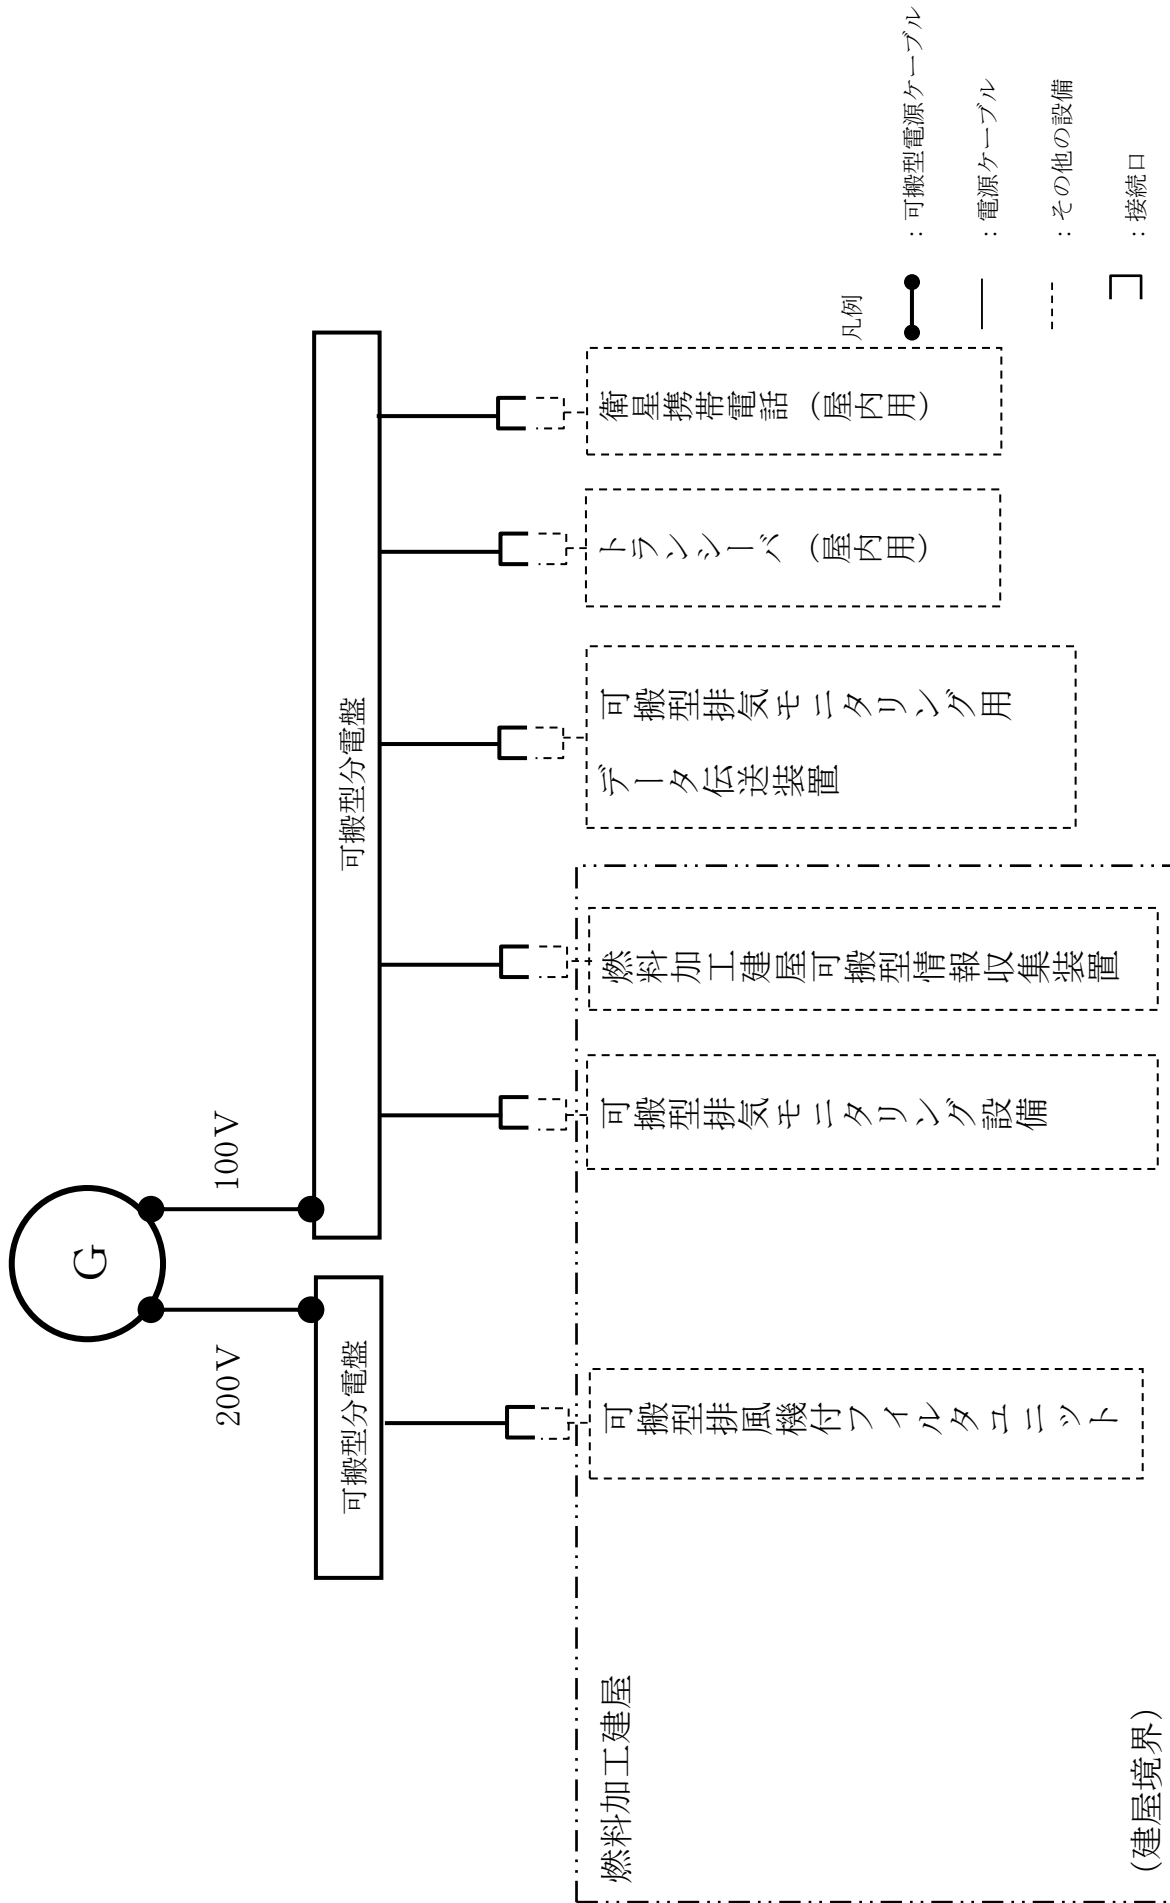 G
200V
100V
可搬型分電盤
可搬型分電盤
可搬型排風機付フィルタユニット
可搬型排気モニタリング設備
燃料加工建屋可搬型情報収集装置
可搬型排気モニタリング用
データ伝送装置
トランシーバ（屋内用）
衛星携帯電話（屋内用）
燃料加工建屋
（建屋境界）
凡例
：可搬型電源ケーブル
：電源ケーブル
：その他の設備
：接続口